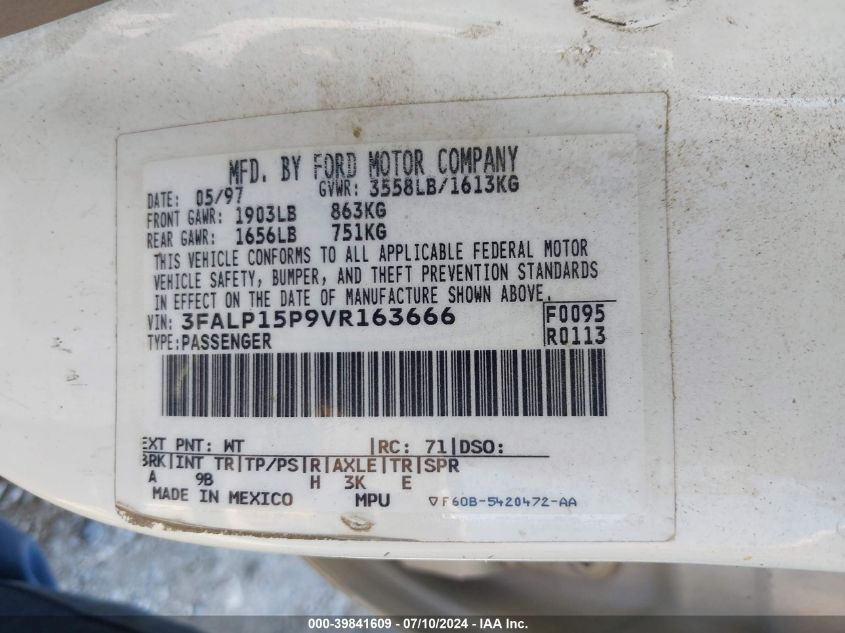 MFD. BY FORD MOTOR COMPANY
DATE: 05/97 GVWR: 3558LB/1613KG
FRONT GAWR: 1903LB 863KG
REAR GAWR: 1656LB 751KG
THIS VEHICLE CONFORMS TO ALL APPLICABLE FEDERAL MOTOR
VEHICLE SAFETY, BUMPER, AND THEFT PREVENTION STANDARDS
IN EFFECT ON THE DATE OF MANUFACTURE SHOWN ABOVE.
VIN: 3FALP15P9VR163666 F0095
TYPE:PASSENGER R0113
EXT PNT: WT |RC: 71|DSO:
BRK|INT TR|TP/PS|R|AXLE|TR|SPR
A 9B H 3K E
MADE IN MEXICO MPU ▽F60B-5420472-AA
000-39841609 - 07/10/2024 - IAA Inc.